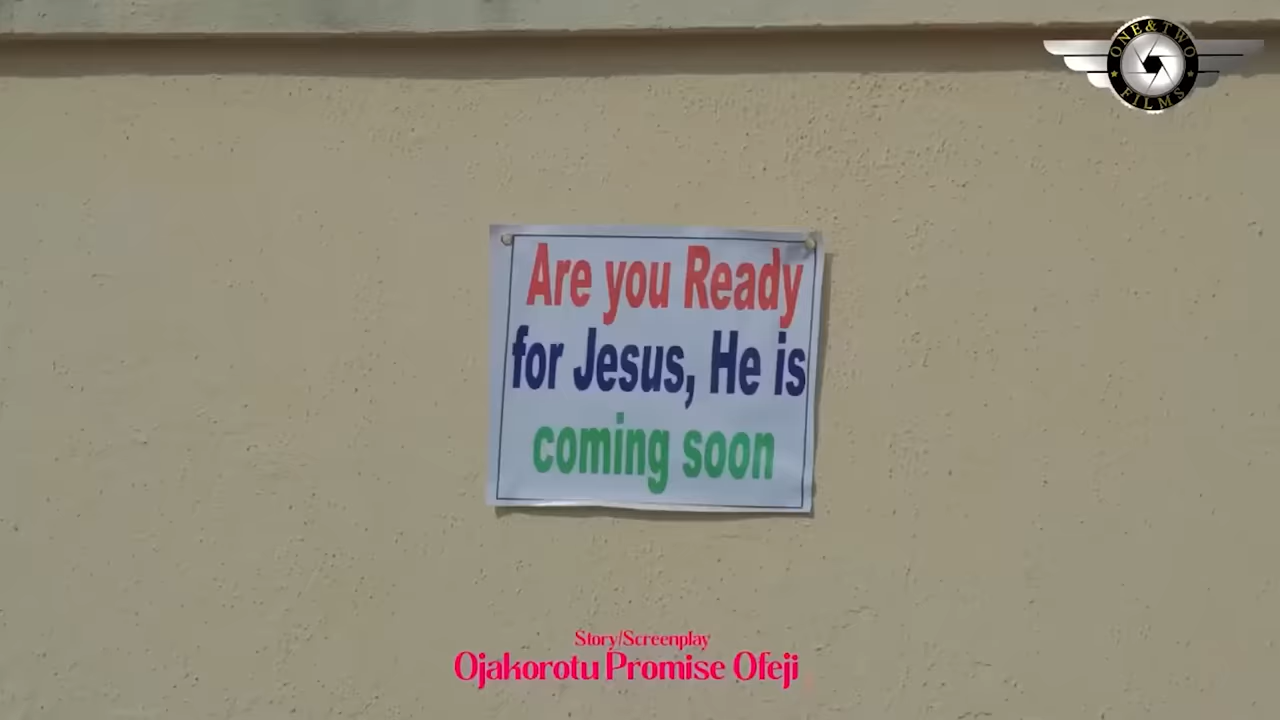 ONE&TWO
FILMS
Are you Ready
for Jesus, He is
coming soon
Story/Screenplay
Ojakorotu Promise Ofeji